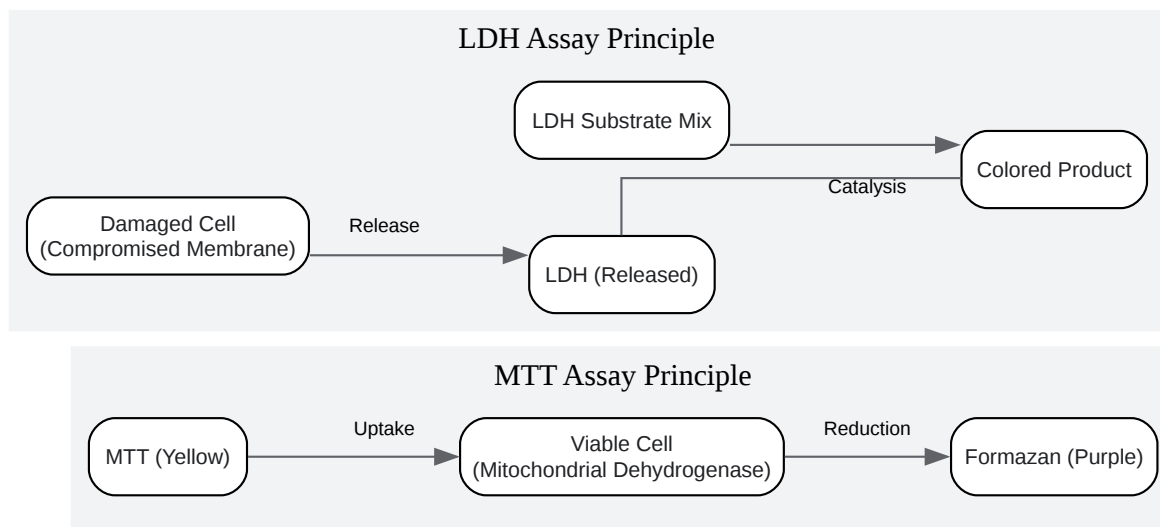 LDH Assay Principle
LDH Substrate Mix
Colored Product
Catalysis
Damaged Cell
(Compromised Membrane)
Release
LDH (Released)
MTT Assay Principle
MTT (Yellow)
Uptake
Viable Cell
(Mitochondrial Dehydrogenase)
Reduction
Formazan (Purple)